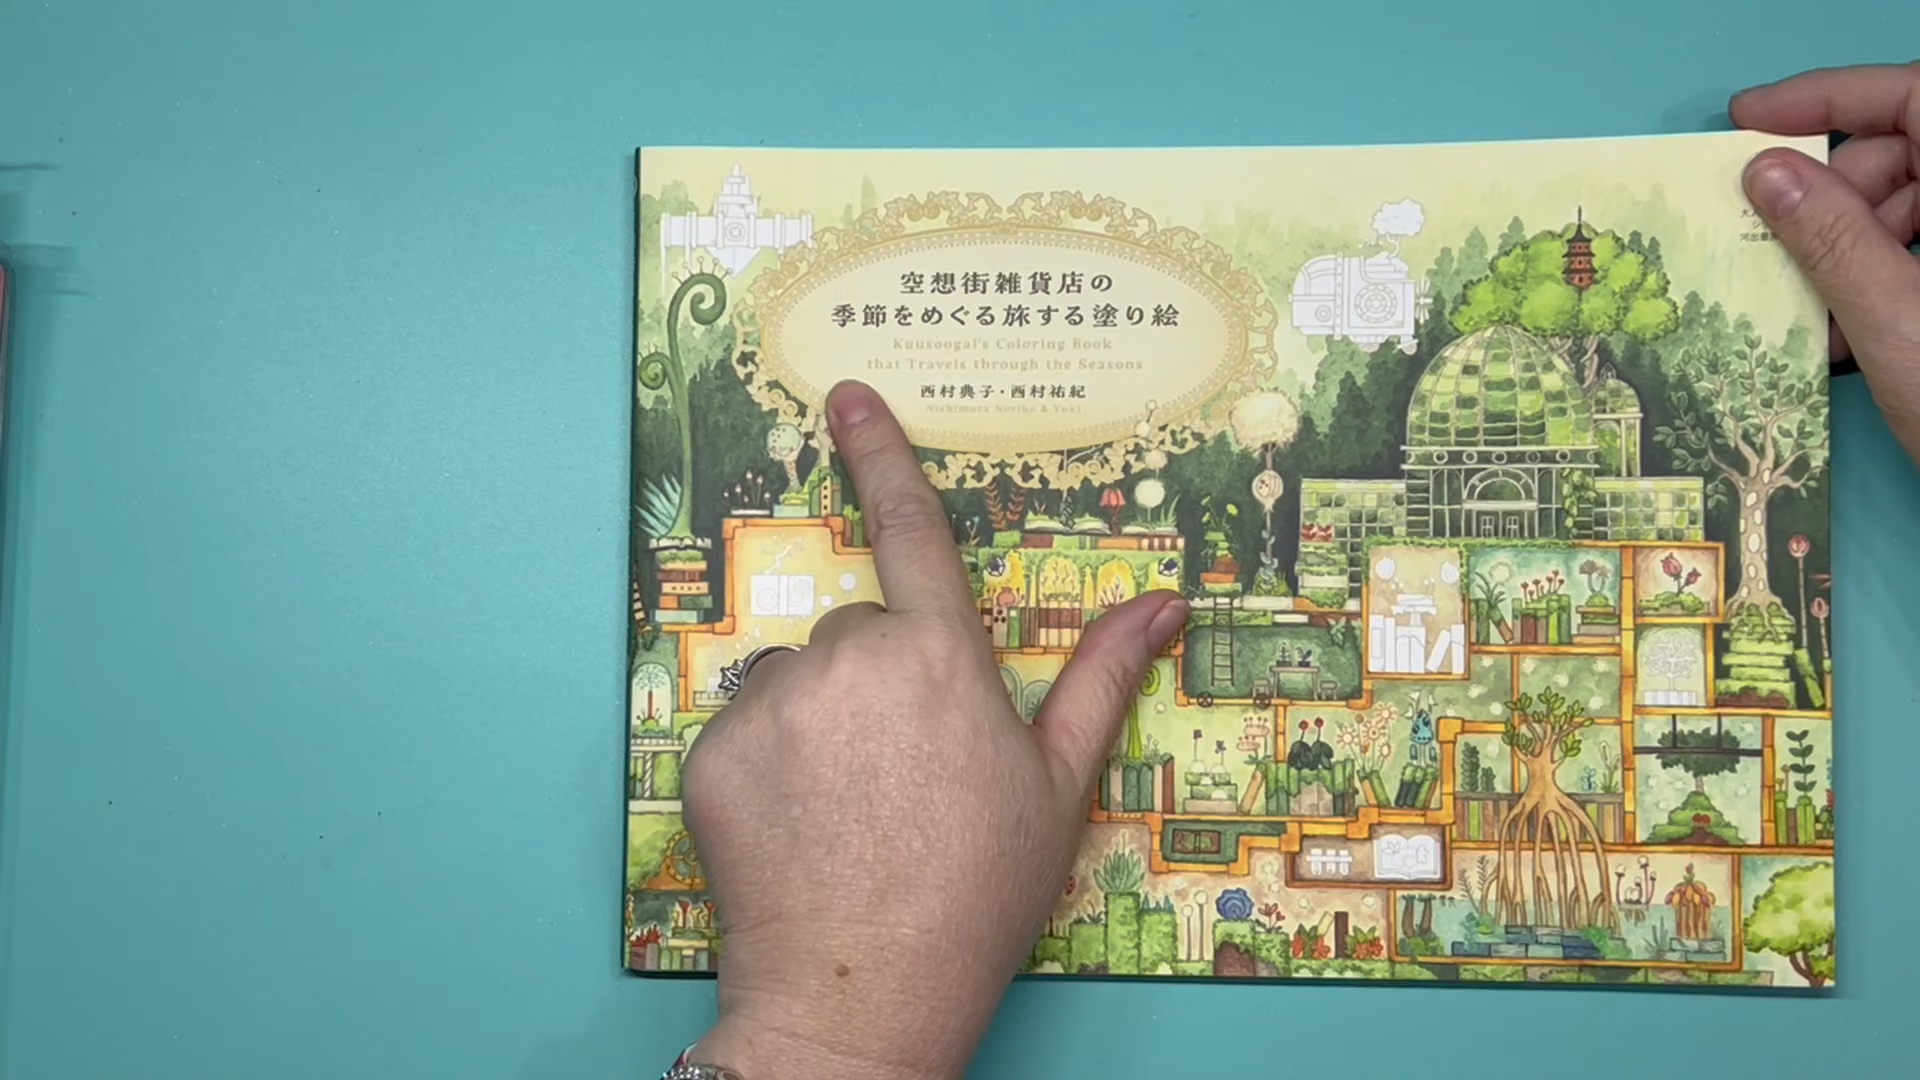 空想街雑貨店の
季節をめぐる旅する塗り絵
Kuusoogai's Coloring Book
that Travels through the Seasons
西村典子・西村祐紀
Nishimura Noriko & Yuki